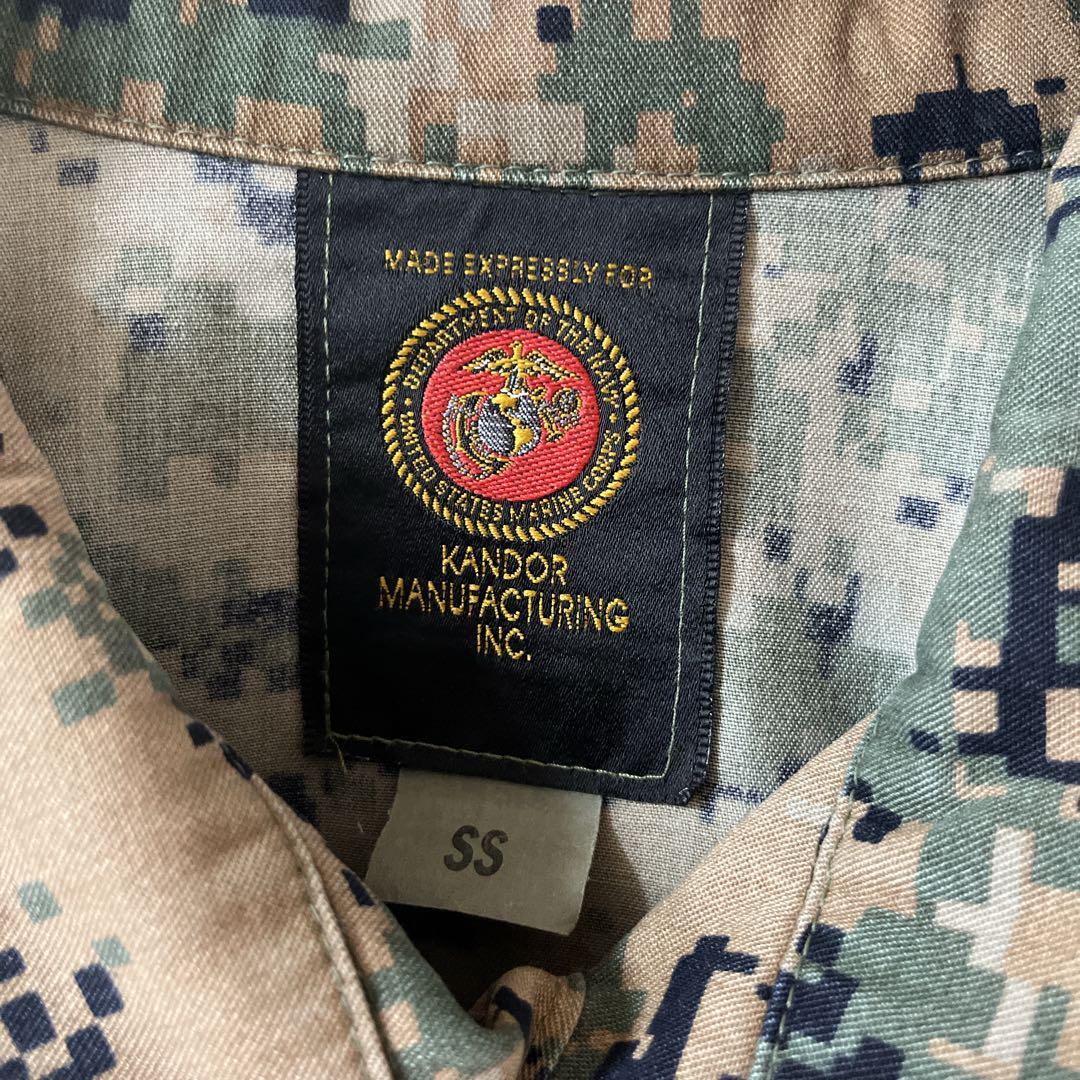 MADE EXPRESSLY FOR
DEPARTMENT OF THE NAVY
UNITED STATES MARINE CORPS
KANDOR
MANUFACTURING
INC.
SS